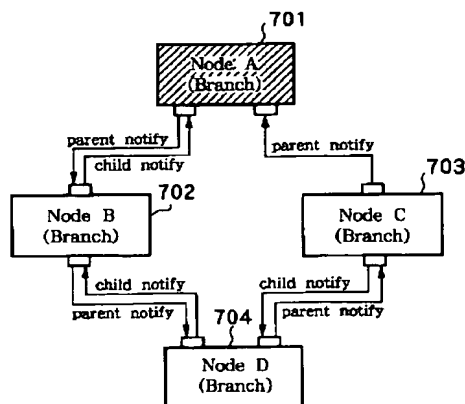 701
Node A
(Branch)
parent notify
child notify
parent notify
702
703
Node B
(Branch)
Node C
(Branch)
child notify
parent notify
child notify
parent notify
704
Node D
(Branch)